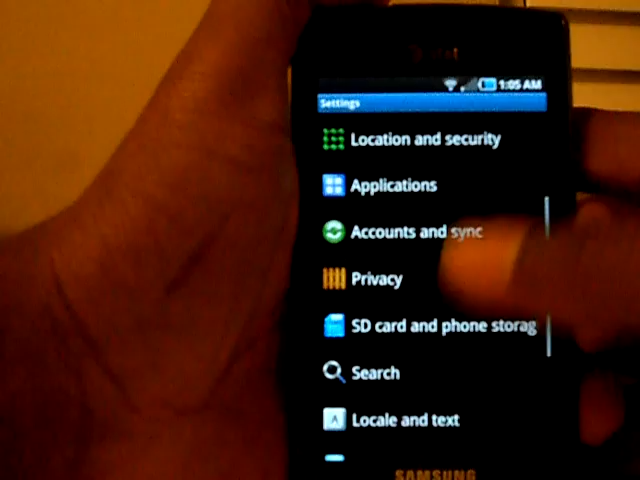 at&t
1:05 AM
Settings
Location and security
Applications
Accounts and sync
Privacy
SD card and phone storag
Search
A
Locale and text
SAMSUNG